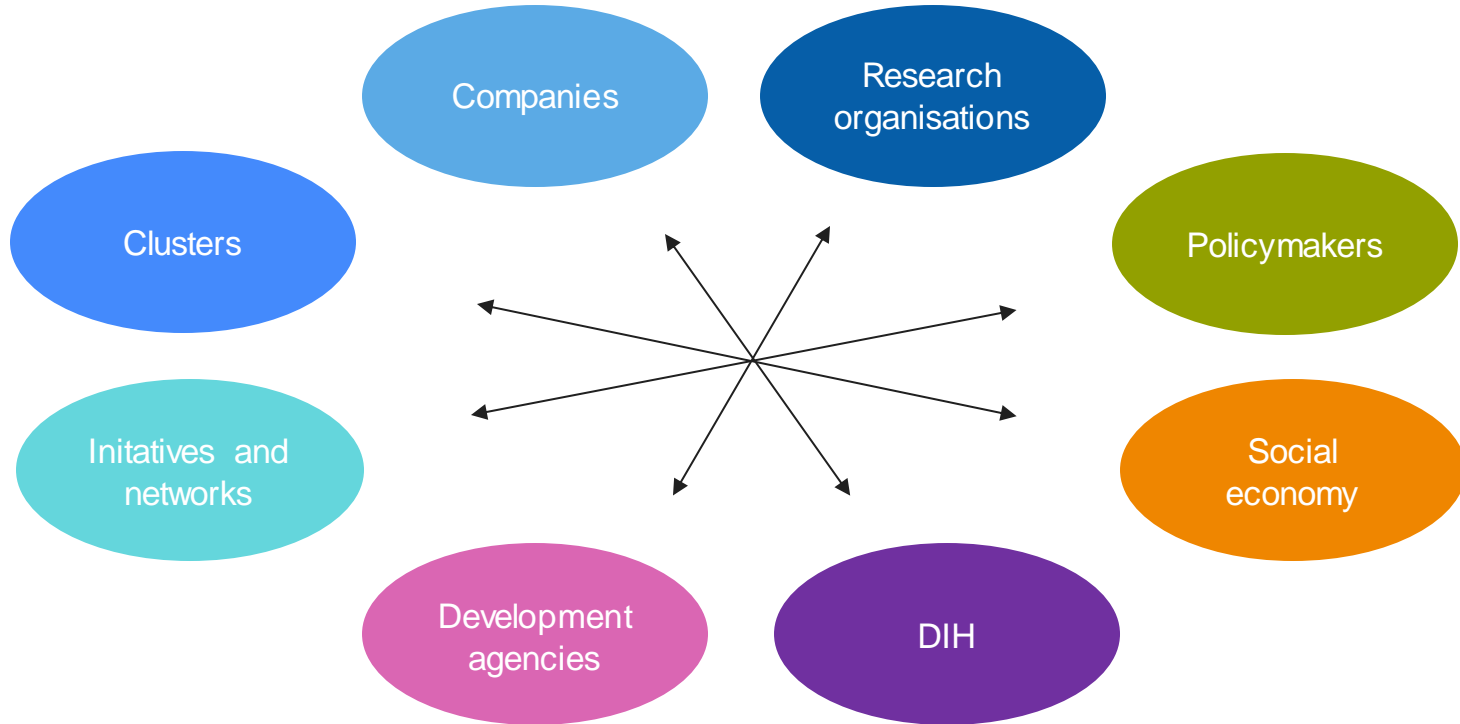 Companies
Research
organisations
Clusters
Policymakers
Initatives and
networks
Social
economy
Development
agencies
DIH